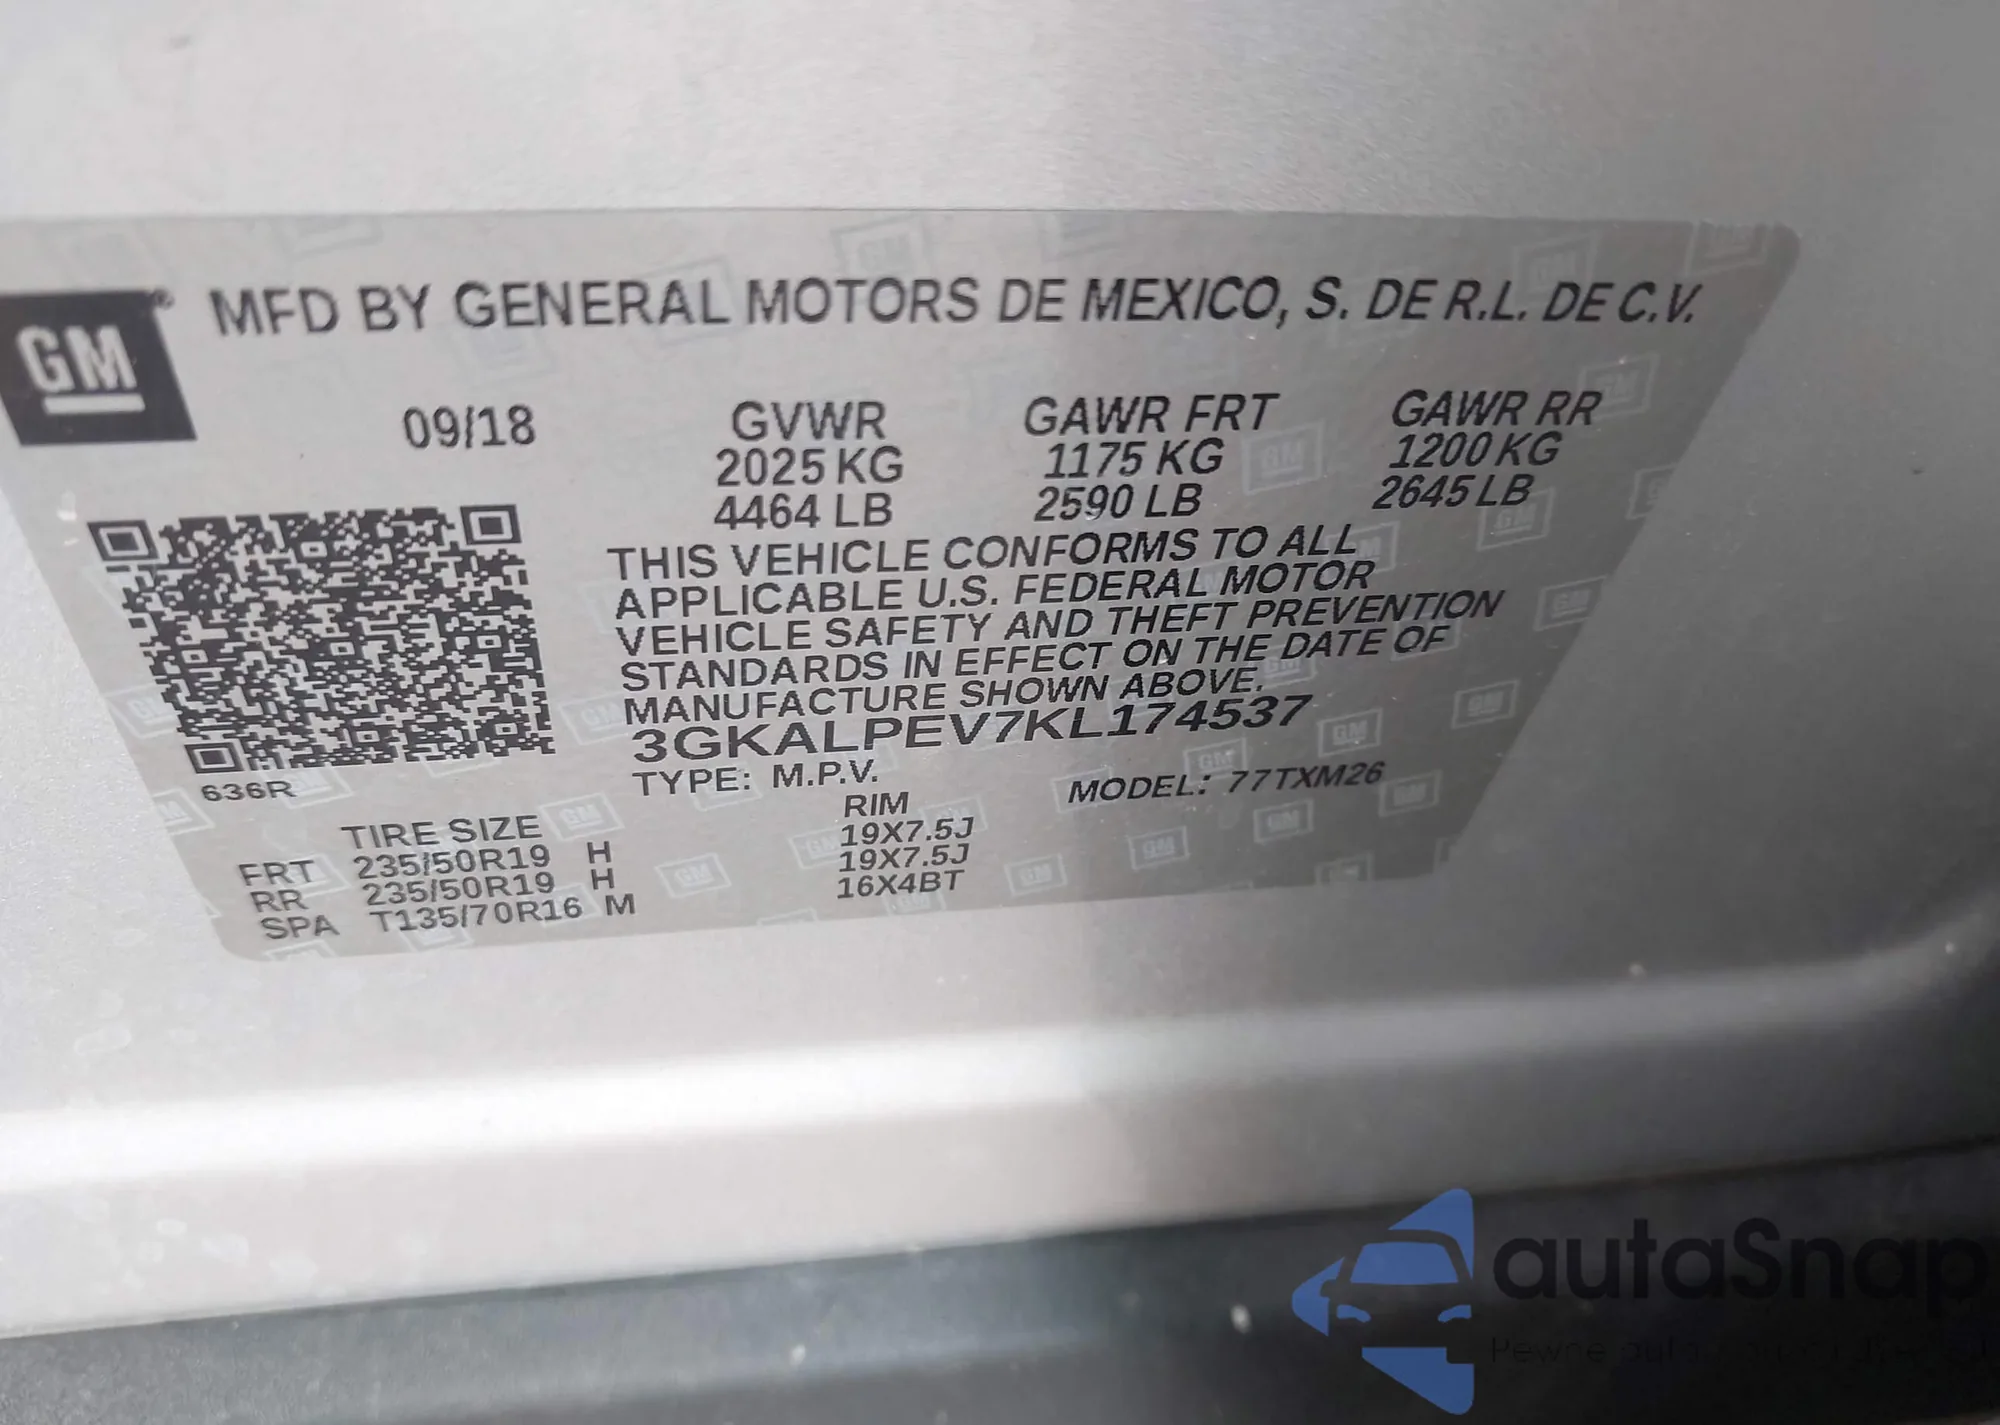 GM
MFD BY GENERAL MOTORS DE MEXICO, S. DE R.L. DE C.V.
09/18 GVWR GAWR FRT GAWR RR
2025 KG 1175 KG 1200 KG
4464 LB 2590 LB 2645 LB
THIS VEHICLE CONFORMS TO ALL
APPLICABLE U.S. FEDERAL MOTOR
VEHICLE SAFETY AND THEFT PREVENTION
STANDARDS IN EFFECT ON THE DATE OF
MANUFACTURE SHOWN ABOVE.
3GKALPEV7KL174537
TYPE: M.P.V. MODEL: 77TXM26
636R
TIRE SIZE RIM
FRT 235/50R19 H 19X7.5J
RR 235/50R19 H 19X7.5J
SPA T135/70R16 M 16X4BT
autaSnap
Pewne auta